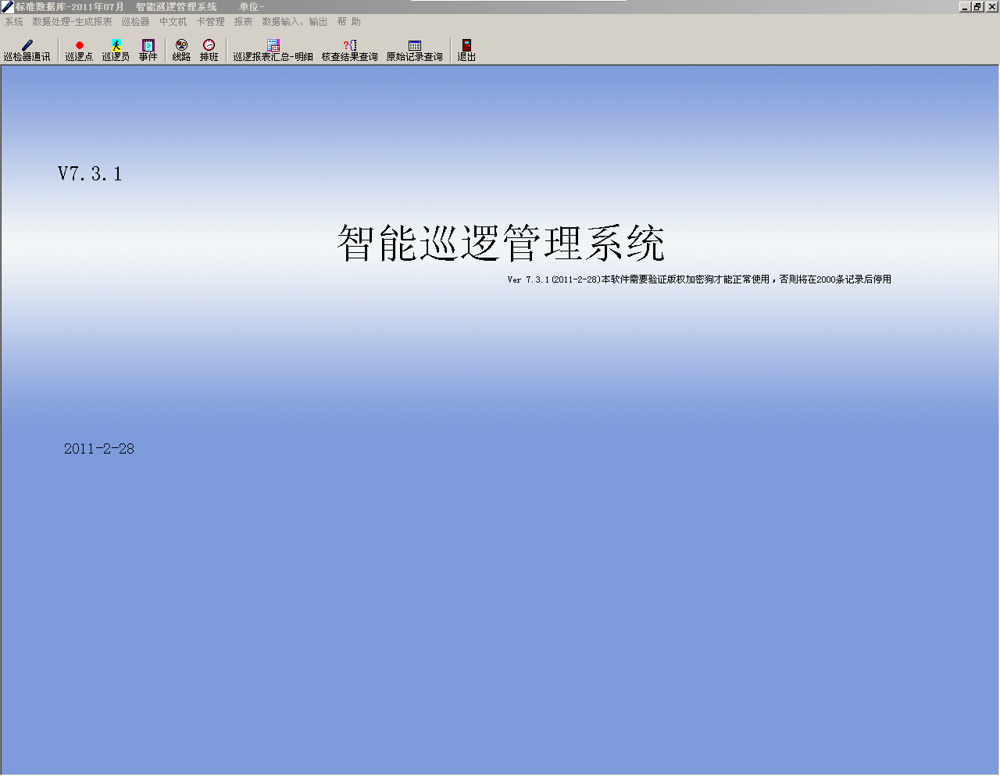 标准数据库-2011年07月 智能巡逻管理系统 单位-
系统 数据处理-生成报表 巡检器 中文机 卡管理 报表 数据输入、输出 帮 助
巡检器通讯 巡逻点 巡逻员 事件 线路 排班 巡逻报表汇总-明细 核查结果查询 原始记录查询 退出
V7.3.1
智能巡逻管理系统
Ver 7.3.1(2011-2-28)本软件需要验证版权加密狗才能正常使用，否则将在2000条记录后停用
2011-2-28